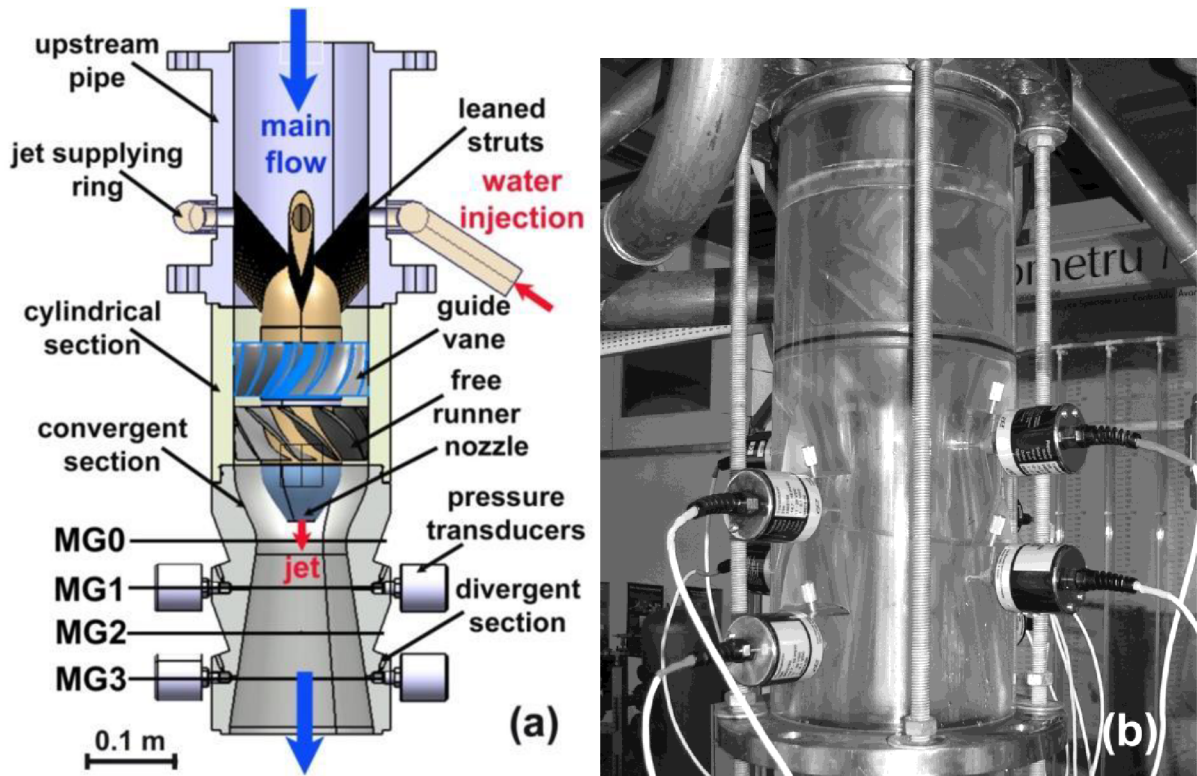 upstream
pipe
main
flow
leaned
struts
jet supplying
ring
water
injection
cylindrical
section
guide
vane
free
runner
convergent
section
nozzle
pressure
transducers
MG0
jet
MG1
divergent
section
MG2
MG3
0.1 m
(a)
ometru
(b)